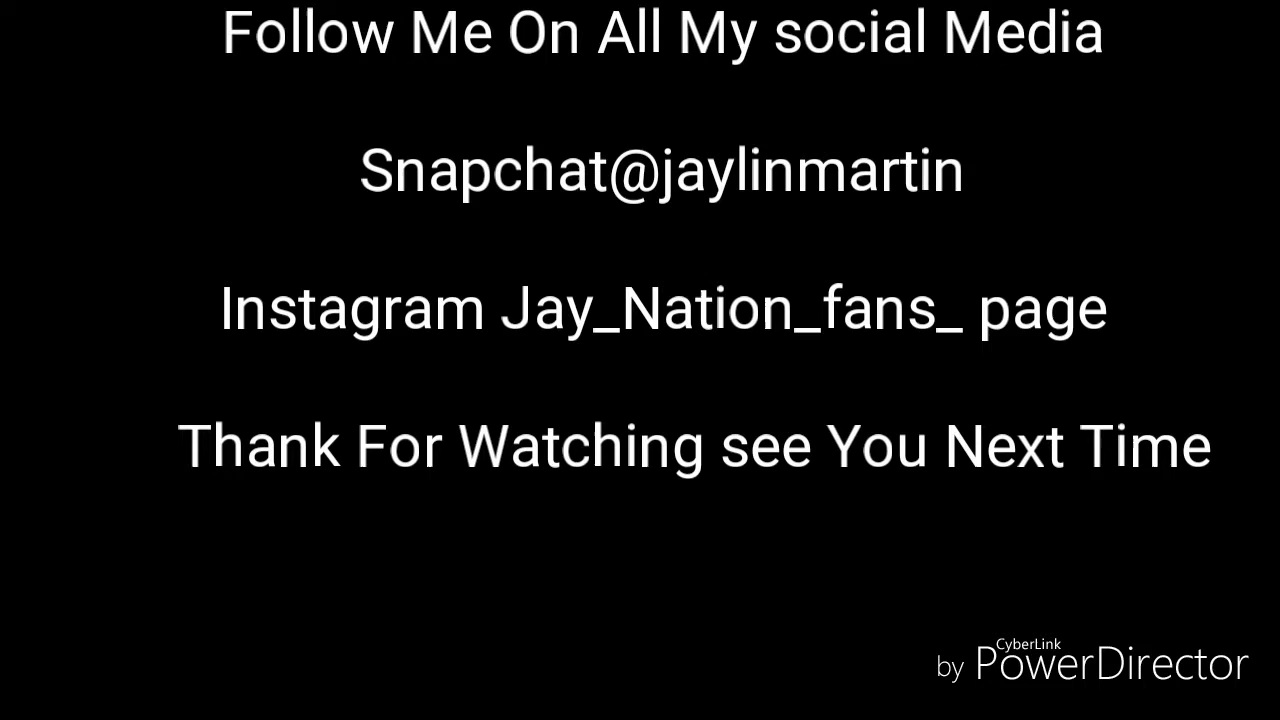 Follow Me On All My social Media
Snapchat@jaylinmartin
Instagram Jay_Nation_fans_ page
Thank For Watching see You Next Time
CyberLink
by PowerDirector